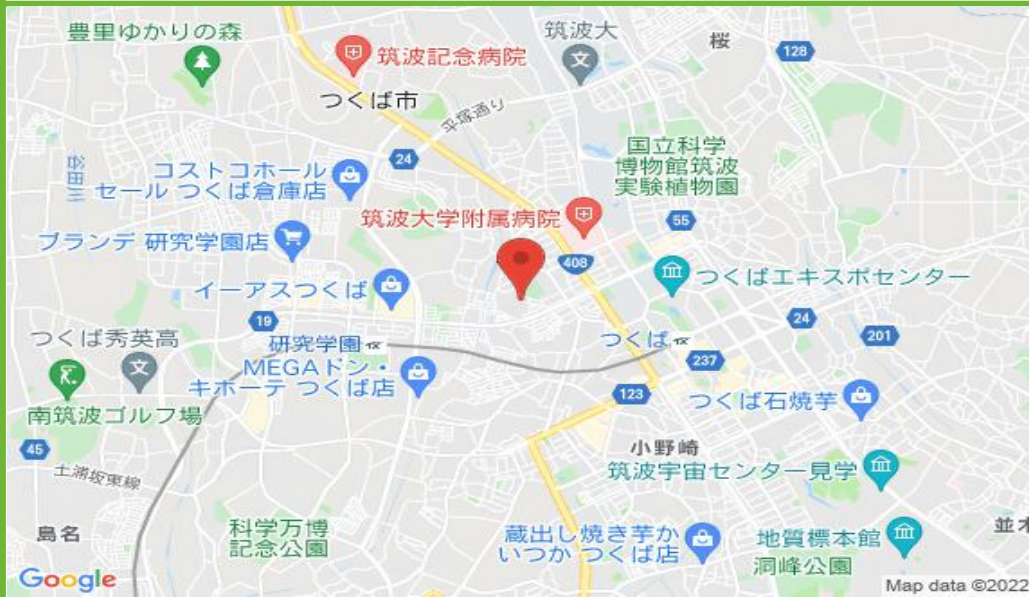 豊里ゆかりの森
筑波記念病院
筑波大
桜
128
つくば市
平塚通り
24
谷田川
コストコホール
セール つくば倉庫店
国立科学
博物館筑波
実験植物園
筑波大学附属病院
55
ブランデ 研究学園店
408
イーアスつくば
つくばエキスポセンター
19
24
201
つくば秀英高
研究学園
つくば
237
MEGAドン・
キホーテ つくば店
123
つくば石焼芋
南筑波ゴルフ場
45
小野崎
土浦坂東線
筑波宇宙センター見学
島名
科学万博
記念公園
蔵出し焼き芋か
いつか つくば店
地質標本館
並木
洞峰公園
Google
Map data ©2022